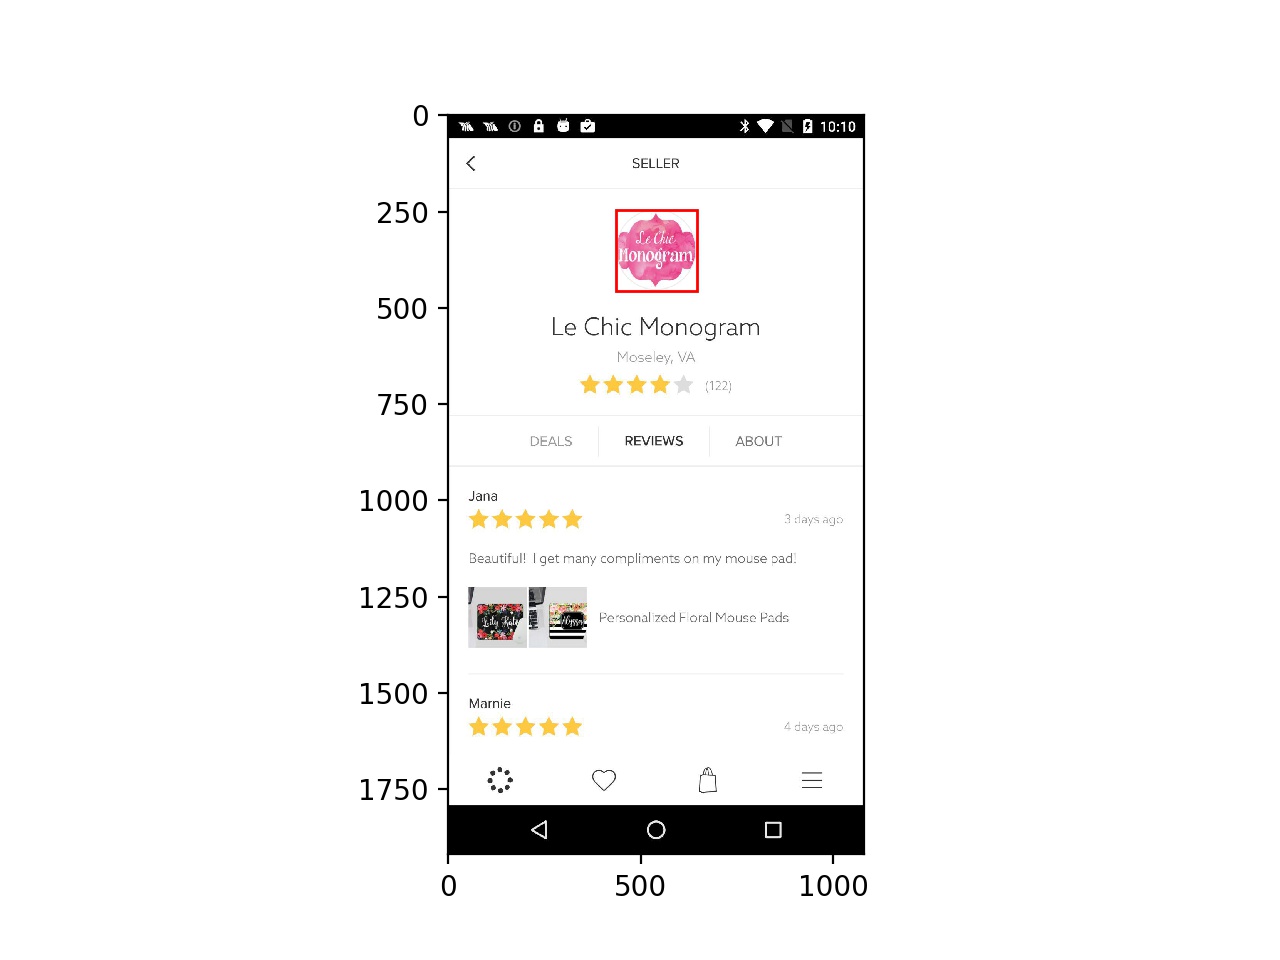 10:10
SELLER
Le Chic
Monogram
Le Chic Monogram
Moseley, VA
(122)
DEALS
REVIEWS
ABOUT
Jana
3 days ago
Beautiful! I get many compliments on my mouse pad!
Lily Kate
Alyssa
Personalized Floral Mouse Pads
Marnie
4 days ago
0
250
500
750
1000
1250
1500
1750
0
500
1000